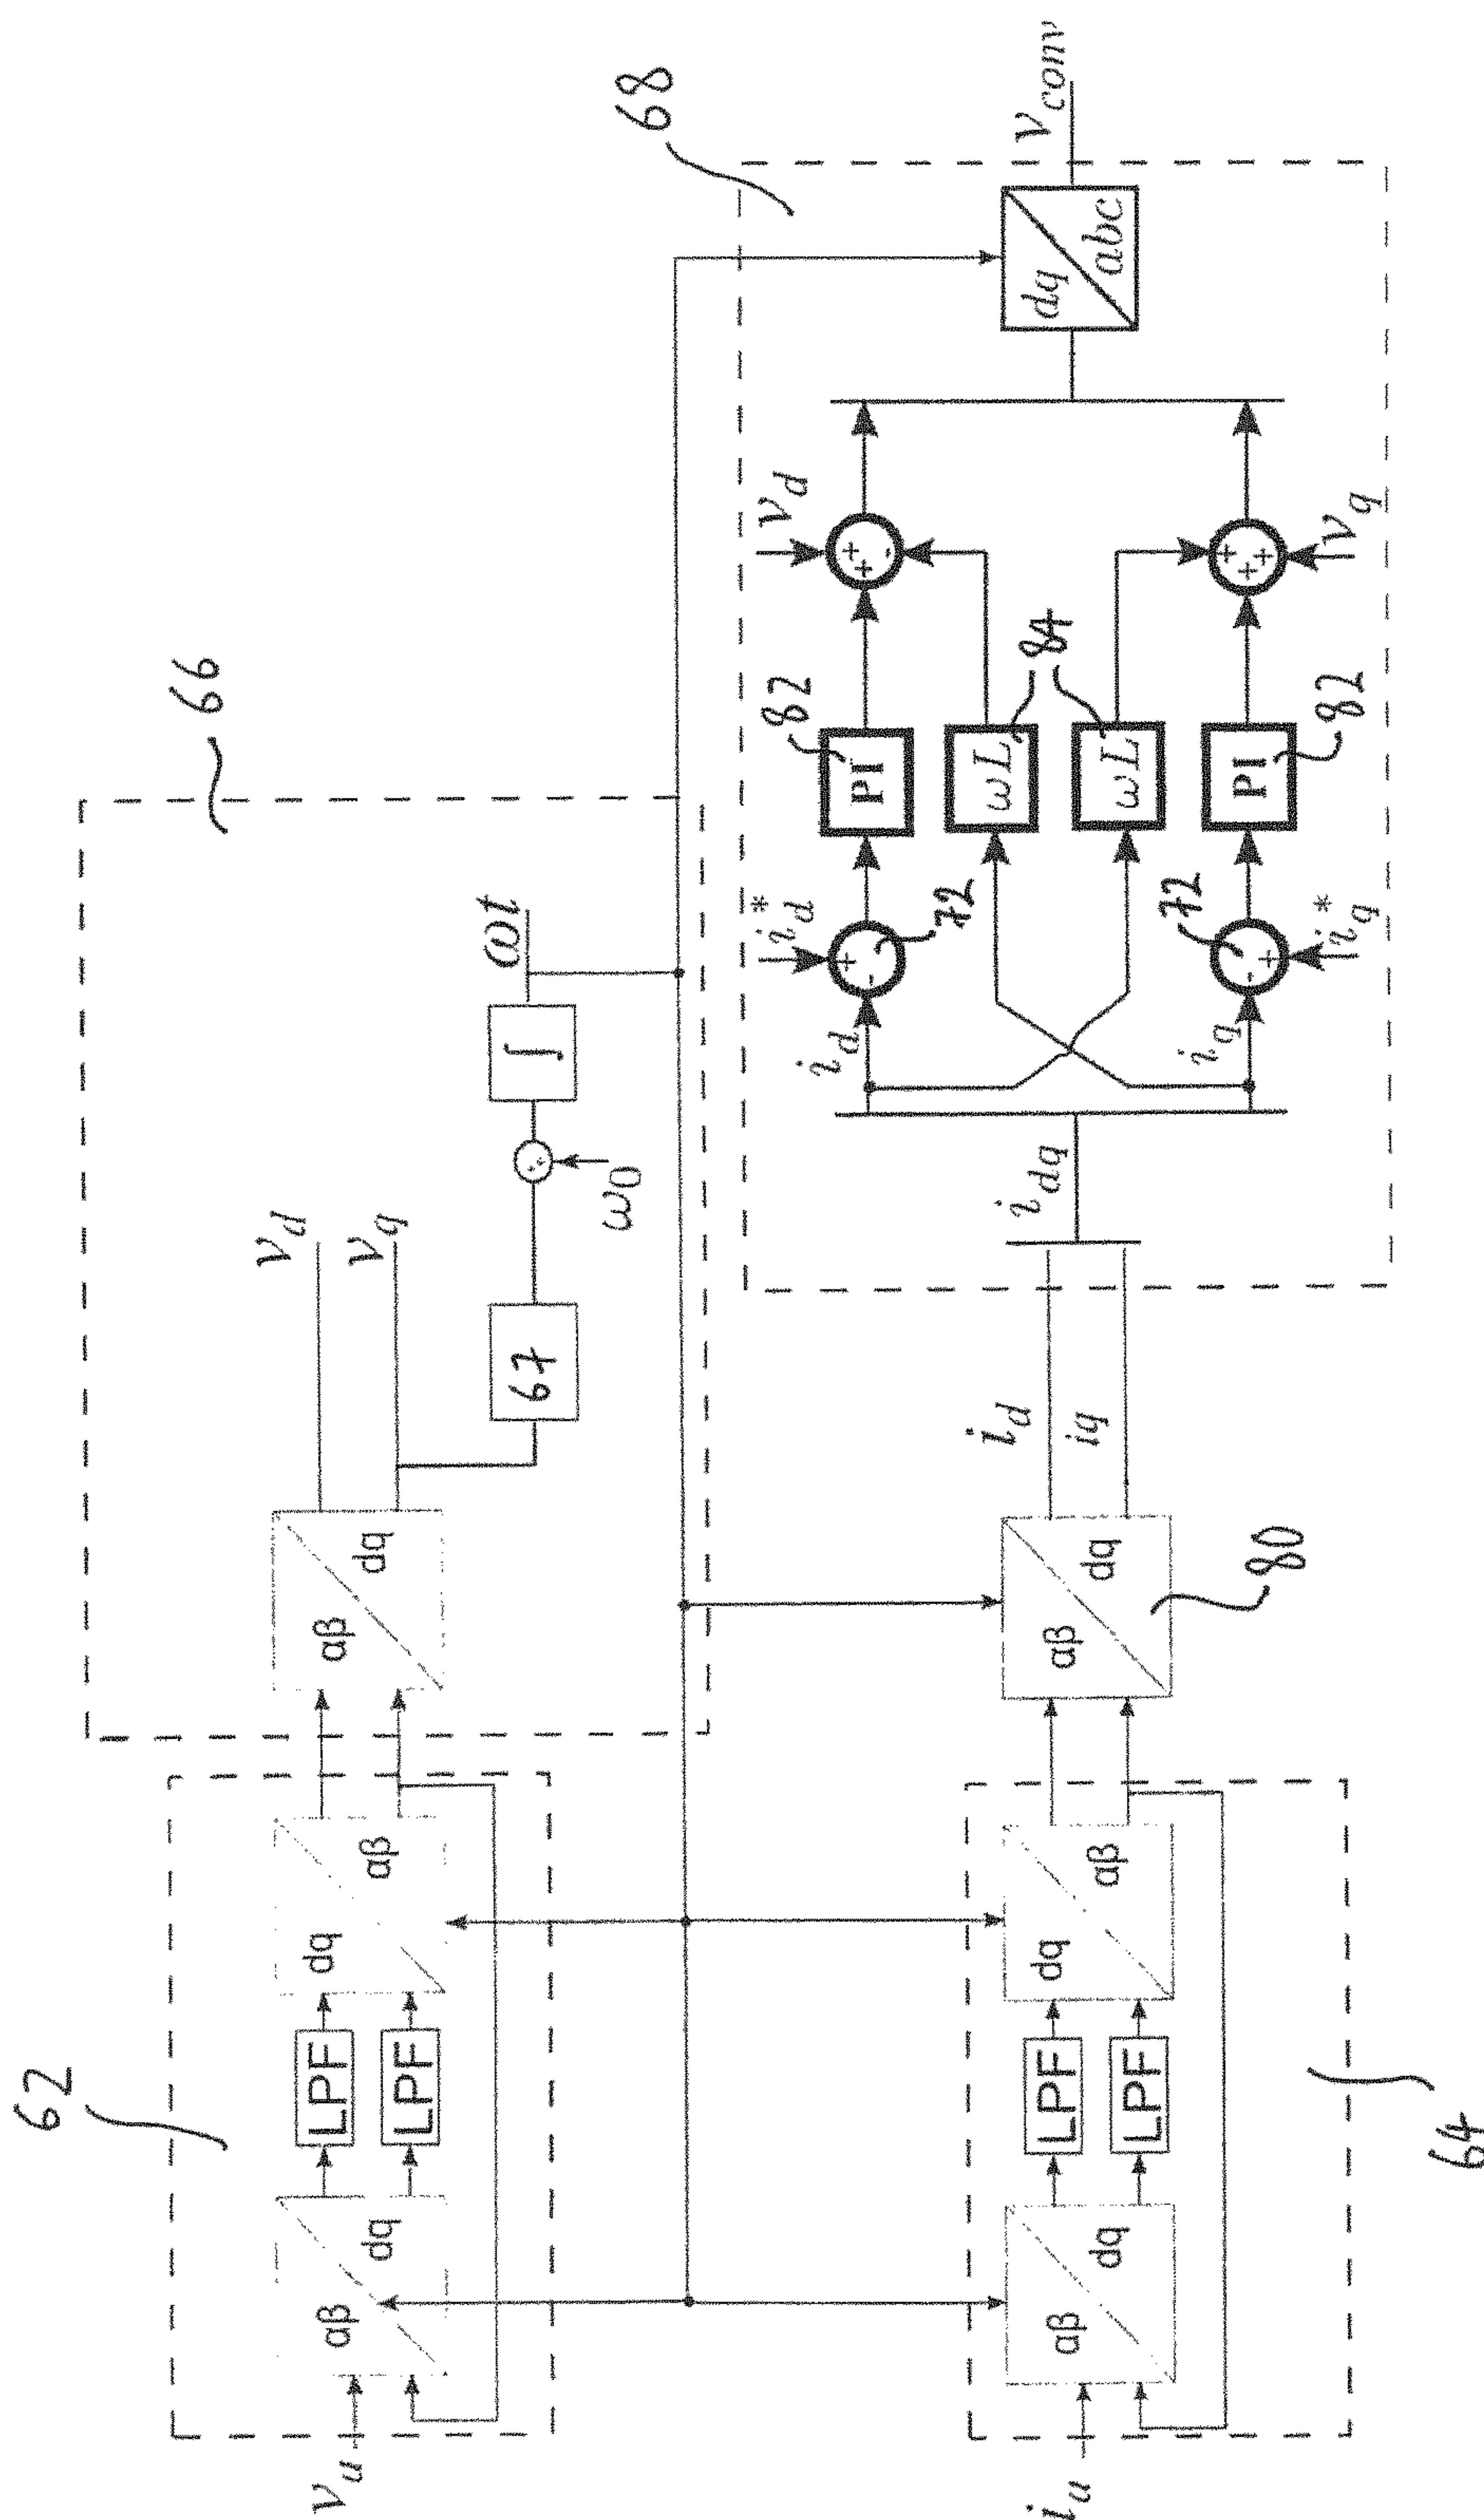 62
66
v_u
αβ
dq
LPF
LPF
dq
αβ
αβ
dq
v_d
v_q
67
ω_0
∫
ωt
68
i_u
αβ
dq
LPF
LPF
dq
αβ
64
αβ
dq
80
i_d
i_q
i_dq
i_d
i_q
i*_d
i*_q
+
-
-
+
72
72
PI
82
ωL
84
ωL
PI
82
v_d
+
+
-
+
+
+
v_q
dq
abc
v_conv